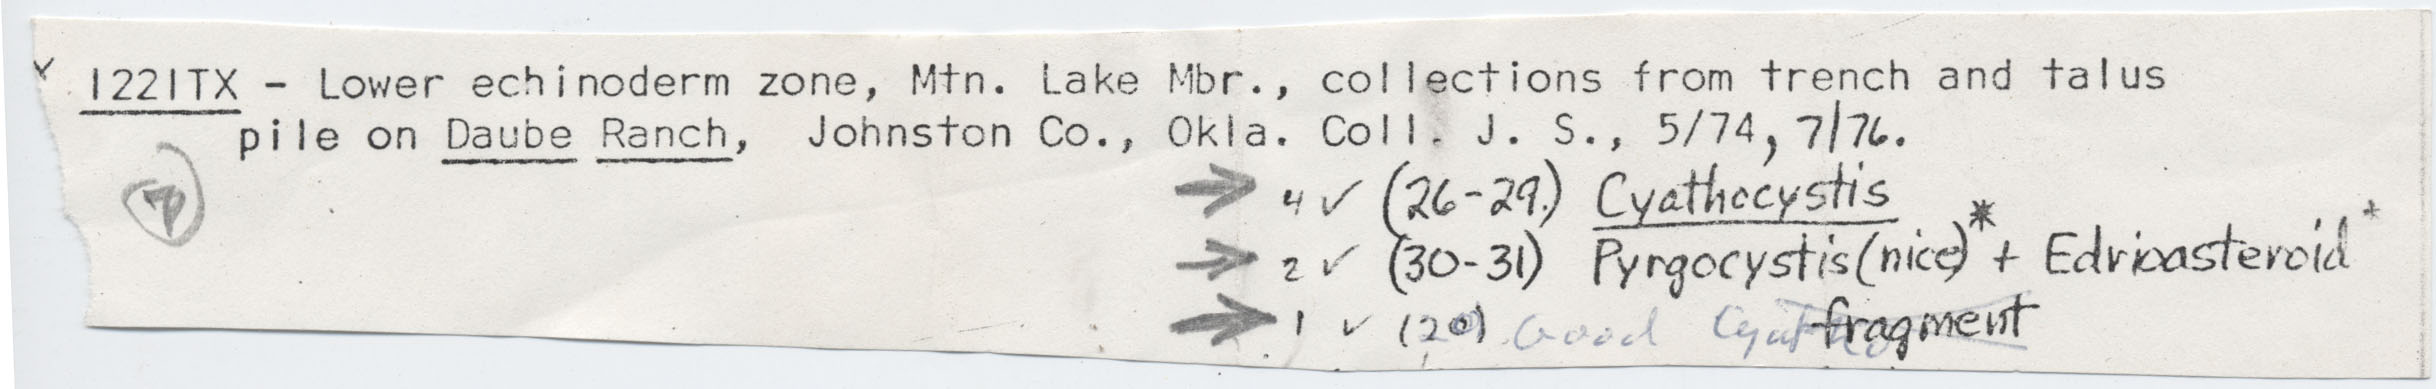 1221TX - Lower echinoderm zone, Mtn. Lake Mbr., collections from trench and talus
pile on Daube Ranch, Johnston Co., Okla. Coll. J. S., 5/74, 7/76.
→ 4 ✓ (26-29.) Cyathocystis
→ 2 ✓ (30-31) Pyrgocystis (nice)* + Edrioasteroid+
→ 1 ✓ (20) Good Cyatho fragment